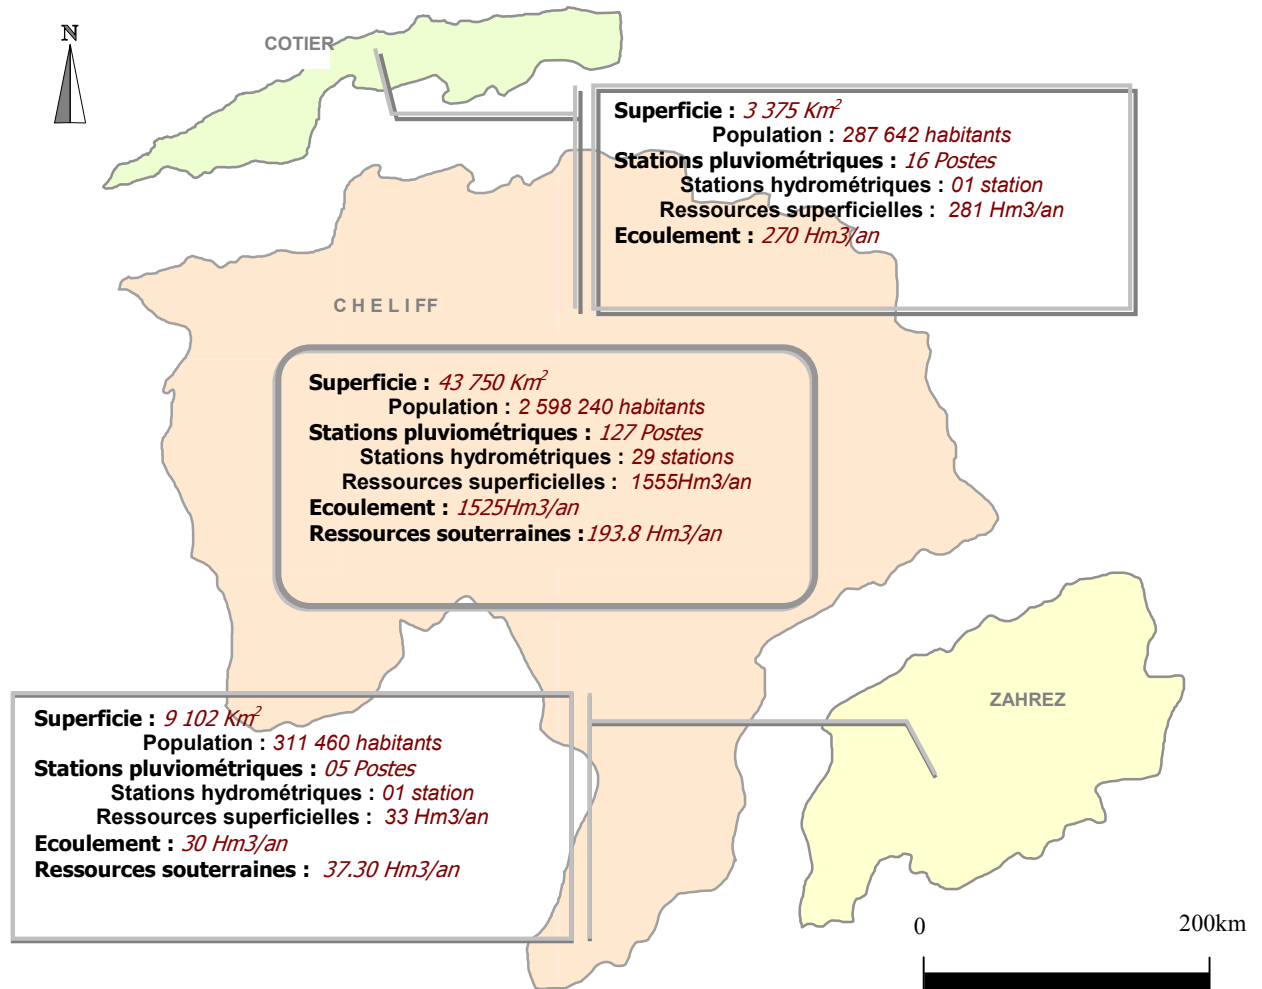 N
COTIER
Superficie : 3 375 Km²
Population : 287 642 habitants
Stations pluviométriques : 16 Postes
Stations hydrométriques : 01 station
Ressources superficielles : 281 Hm3/an
Ecoulement : 270 Hm3/an
C H E L I FF
Superficie : 43 750 Km²
Population : 2 598 240 habitants
Stations pluviométriques : 127 Postes
Stations hydrométriques : 29 stations
Ressources superficielles : 1555Hm3/an
Ecoulement : 1525Hm3/an
Ressources souterraines :193.8 Hm3/an
ZAHREZ
Superficie : 9 102 Km²
Population : 311 460 habitants
Stations pluviométriques : 05 Postes
Stations hydrométriques : 01 station
Ressources superficielles : 33 Hm3/an
Ecoulement : 30 Hm3/an
Ressources souterraines : 37.30 Hm3/an
0 200km